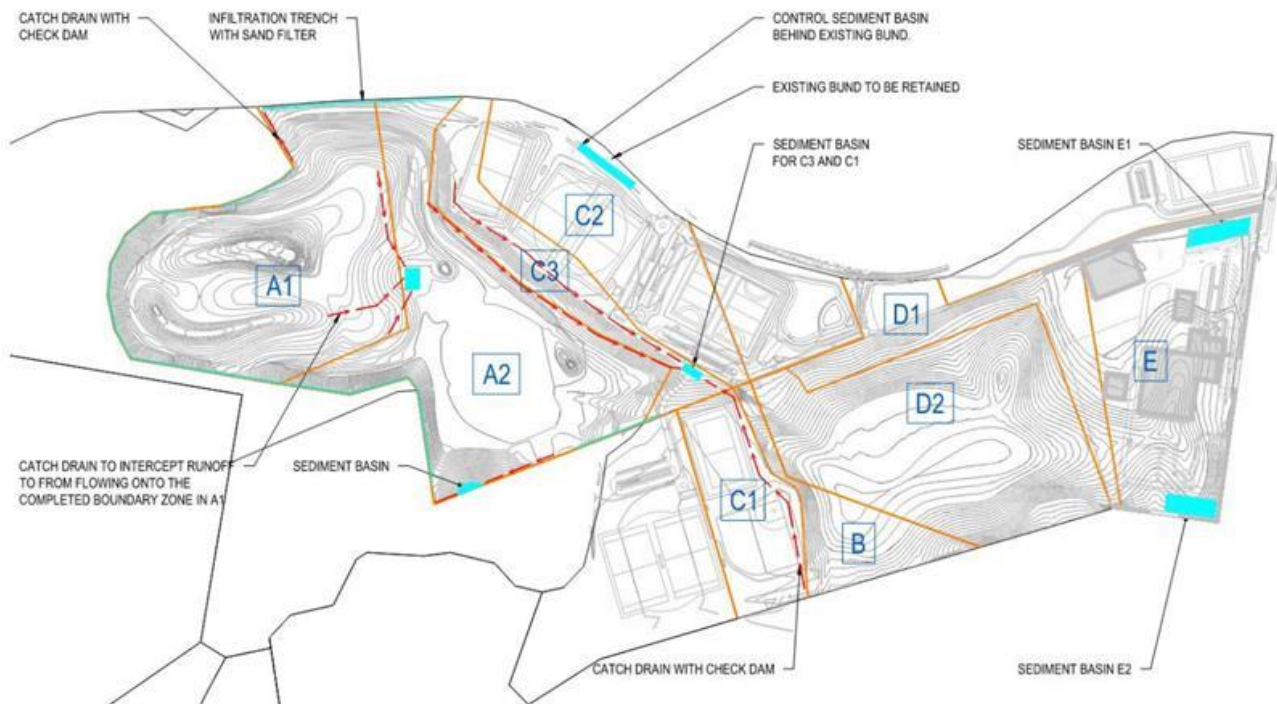 CATCH DRAIN WITH
CHECK DAM
INFILTRATION TRENCH
WITH SAND FILTER
CONTROL SEDIMENT BASIN
BEHIND EXISTING BUND.
EXISTING BUND TO BE RETAINED
SEDIMENT BASIN
FOR C3 AND C1
SEDIMENT BASIN E1
C2
C3
A1
D1
E
A2
D2
CATCH DRAIN TO INTERCEPT RUNOFF
TO FROM FLOWING ONTO THE
COMPLETED BOUNDARY ZONE IN A1
SEDIMENT BASIN
C1
B
CATCH DRAIN WITH CHECK DAM
SEDIMENT BASIN E2